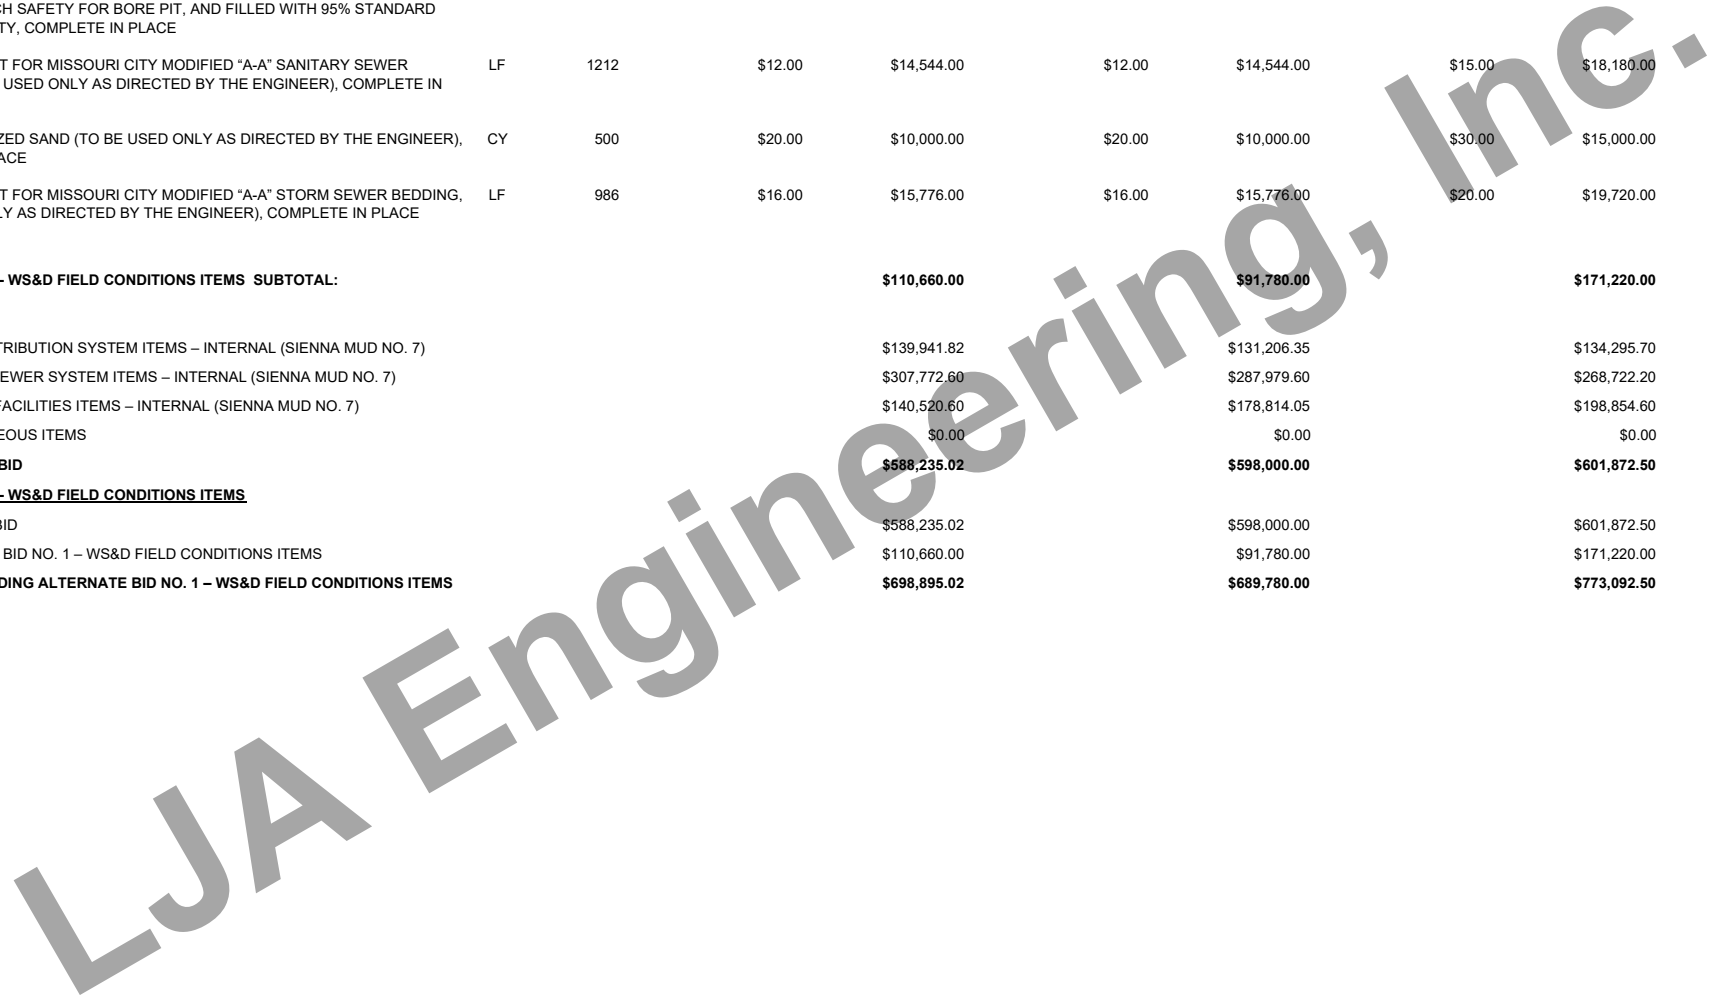 CH SAFETY FOR BORE PIT, AND FILLED WITH 95% STANDARD
TY, COMPLETE IN PLACE
T FOR MISSOURI CITY MODIFIED “A-A” SANITARY SEWER LF 1212 $12.00 $14,544.00 $12.00 $14,544.00 $15.00 $18,180.00
USED ONLY AS DIRECTED BY THE ENGINEER), COMPLETE IN
ZED SAND (TO BE USED ONLY AS DIRECTED BY THE ENGINEER), CY 500 $20.00 $10,000.00 $20.00 $10,000.00 $30.00 $15,000.00
ACE
T FOR MISSOURI CITY MODIFIED “A-A” STORM SEWER BEDDING, LF 986 $16.00 $15,776.00 $16.00 $15,776.00 $20.00 $19,720.00
LY AS DIRECTED BY THE ENGINEER), COMPLETE IN PLACE
– WS&D FIELD CONDITIONS ITEMS SUBTOTAL: $110,660.00 $91,780.00 $171,220.00
TRIBUTION SYSTEM ITEMS – INTERNAL (SIENNA MUD NO. 7) $139,941.82 $131,206.35 $134,295.70
EWER SYSTEM ITEMS – INTERNAL (SIENNA MUD NO. 7) $307,772.60 $287,979.60 $268,722.20
FACILITIES ITEMS – INTERNAL (SIENNA MUD NO. 7) $140,520.60 $178,814.05 $198,854.60
EOUS ITEMS $0.00 $0.00 $0.00
BID $588,235.02 $598,000.00 $601,872.50
– WS&D FIELD CONDITIONS ITEMS
BID $588,235.02 $598,000.00 $601,872.50
BID NO. 1 – WS&D FIELD CONDITIONS ITEMS $110,660.00 $91,780.00 $171,220.00
DING ALTERNATE BID NO. 1 – WS&D FIELD CONDITIONS ITEMS $698,895.02 $689,780.00 $773,092.50
LJA Engineering, Inc.